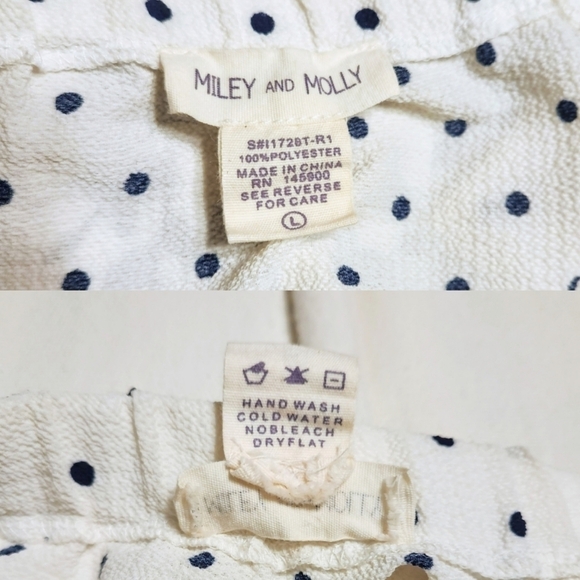 MILEY AND MOLLY
S#I172BT-R1
100%POLYESTER
MADE IN CHINA
RN 145900
SEE REVERSE
FOR CARE
L
HAND WASH
COLD WATER
NOBLEACH
DRYFLAT